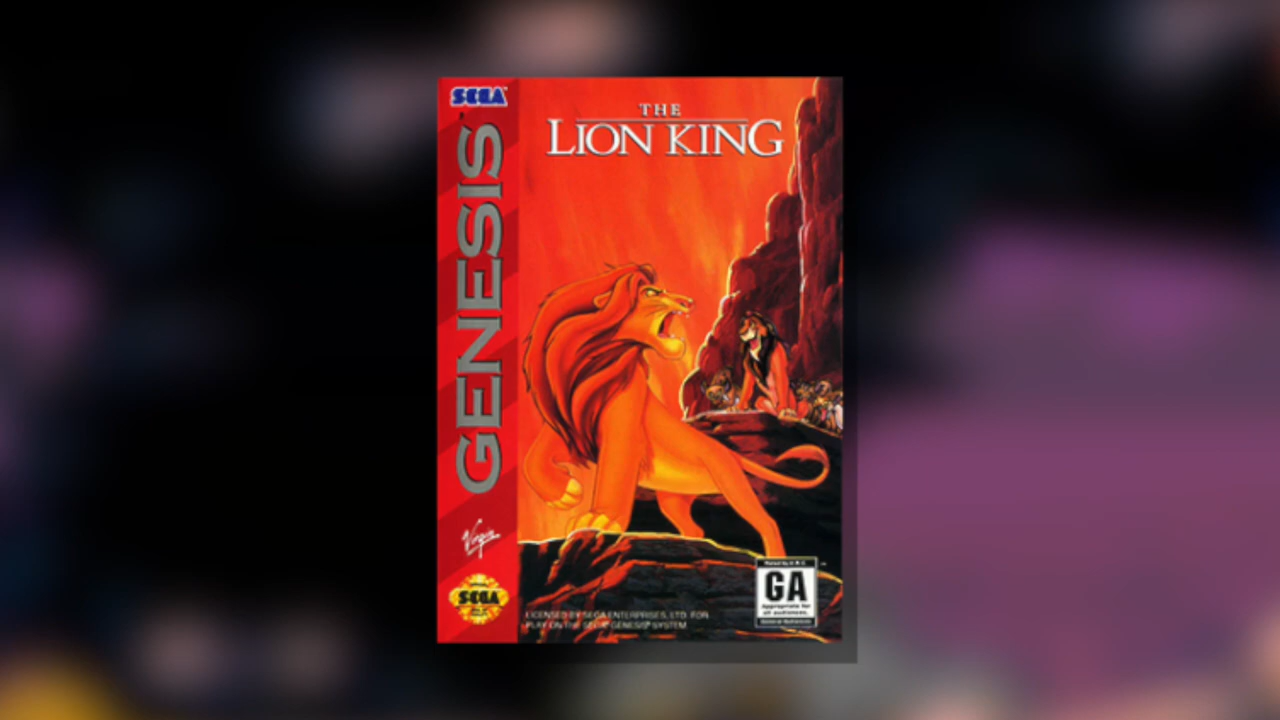 SEGA
GENESIS
THE
LION KING
Virgin
SEGA
LICENSED BY SEGA ENTERPRISES, LTD. FOR
PLAY ON THE SEGA GENESIS SYSTEM
GA
Appropriate for
all audiences.